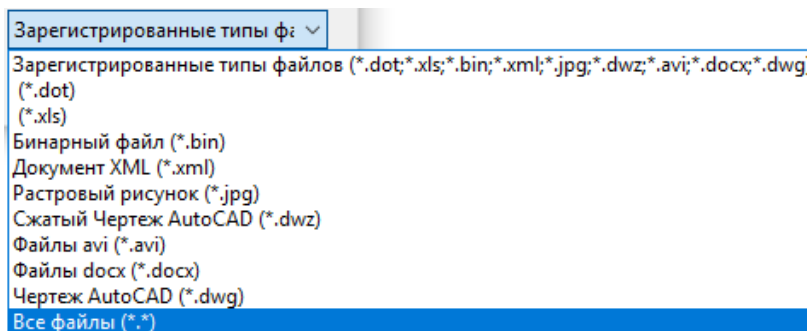 Зарегистрированные типы фа
Зарегистрированные типы файлов (*.dot;*.xls;*.bin;*.xml;*.jpg;*.dwz;*.avi;*.docx;*.dwg)
(*.dot)
(*.xls)
Бинарный файл (*.bin)
Документ XML (*.xml)
Растровый рисунок (*.jpg)
Сжатый Чертеж AutoCAD (*.dwz)
Файлы avi (*.avi)
Файлы docx (*.docx)
Чертеж AutoCAD (*.dwg)
Все файлы (*.*)